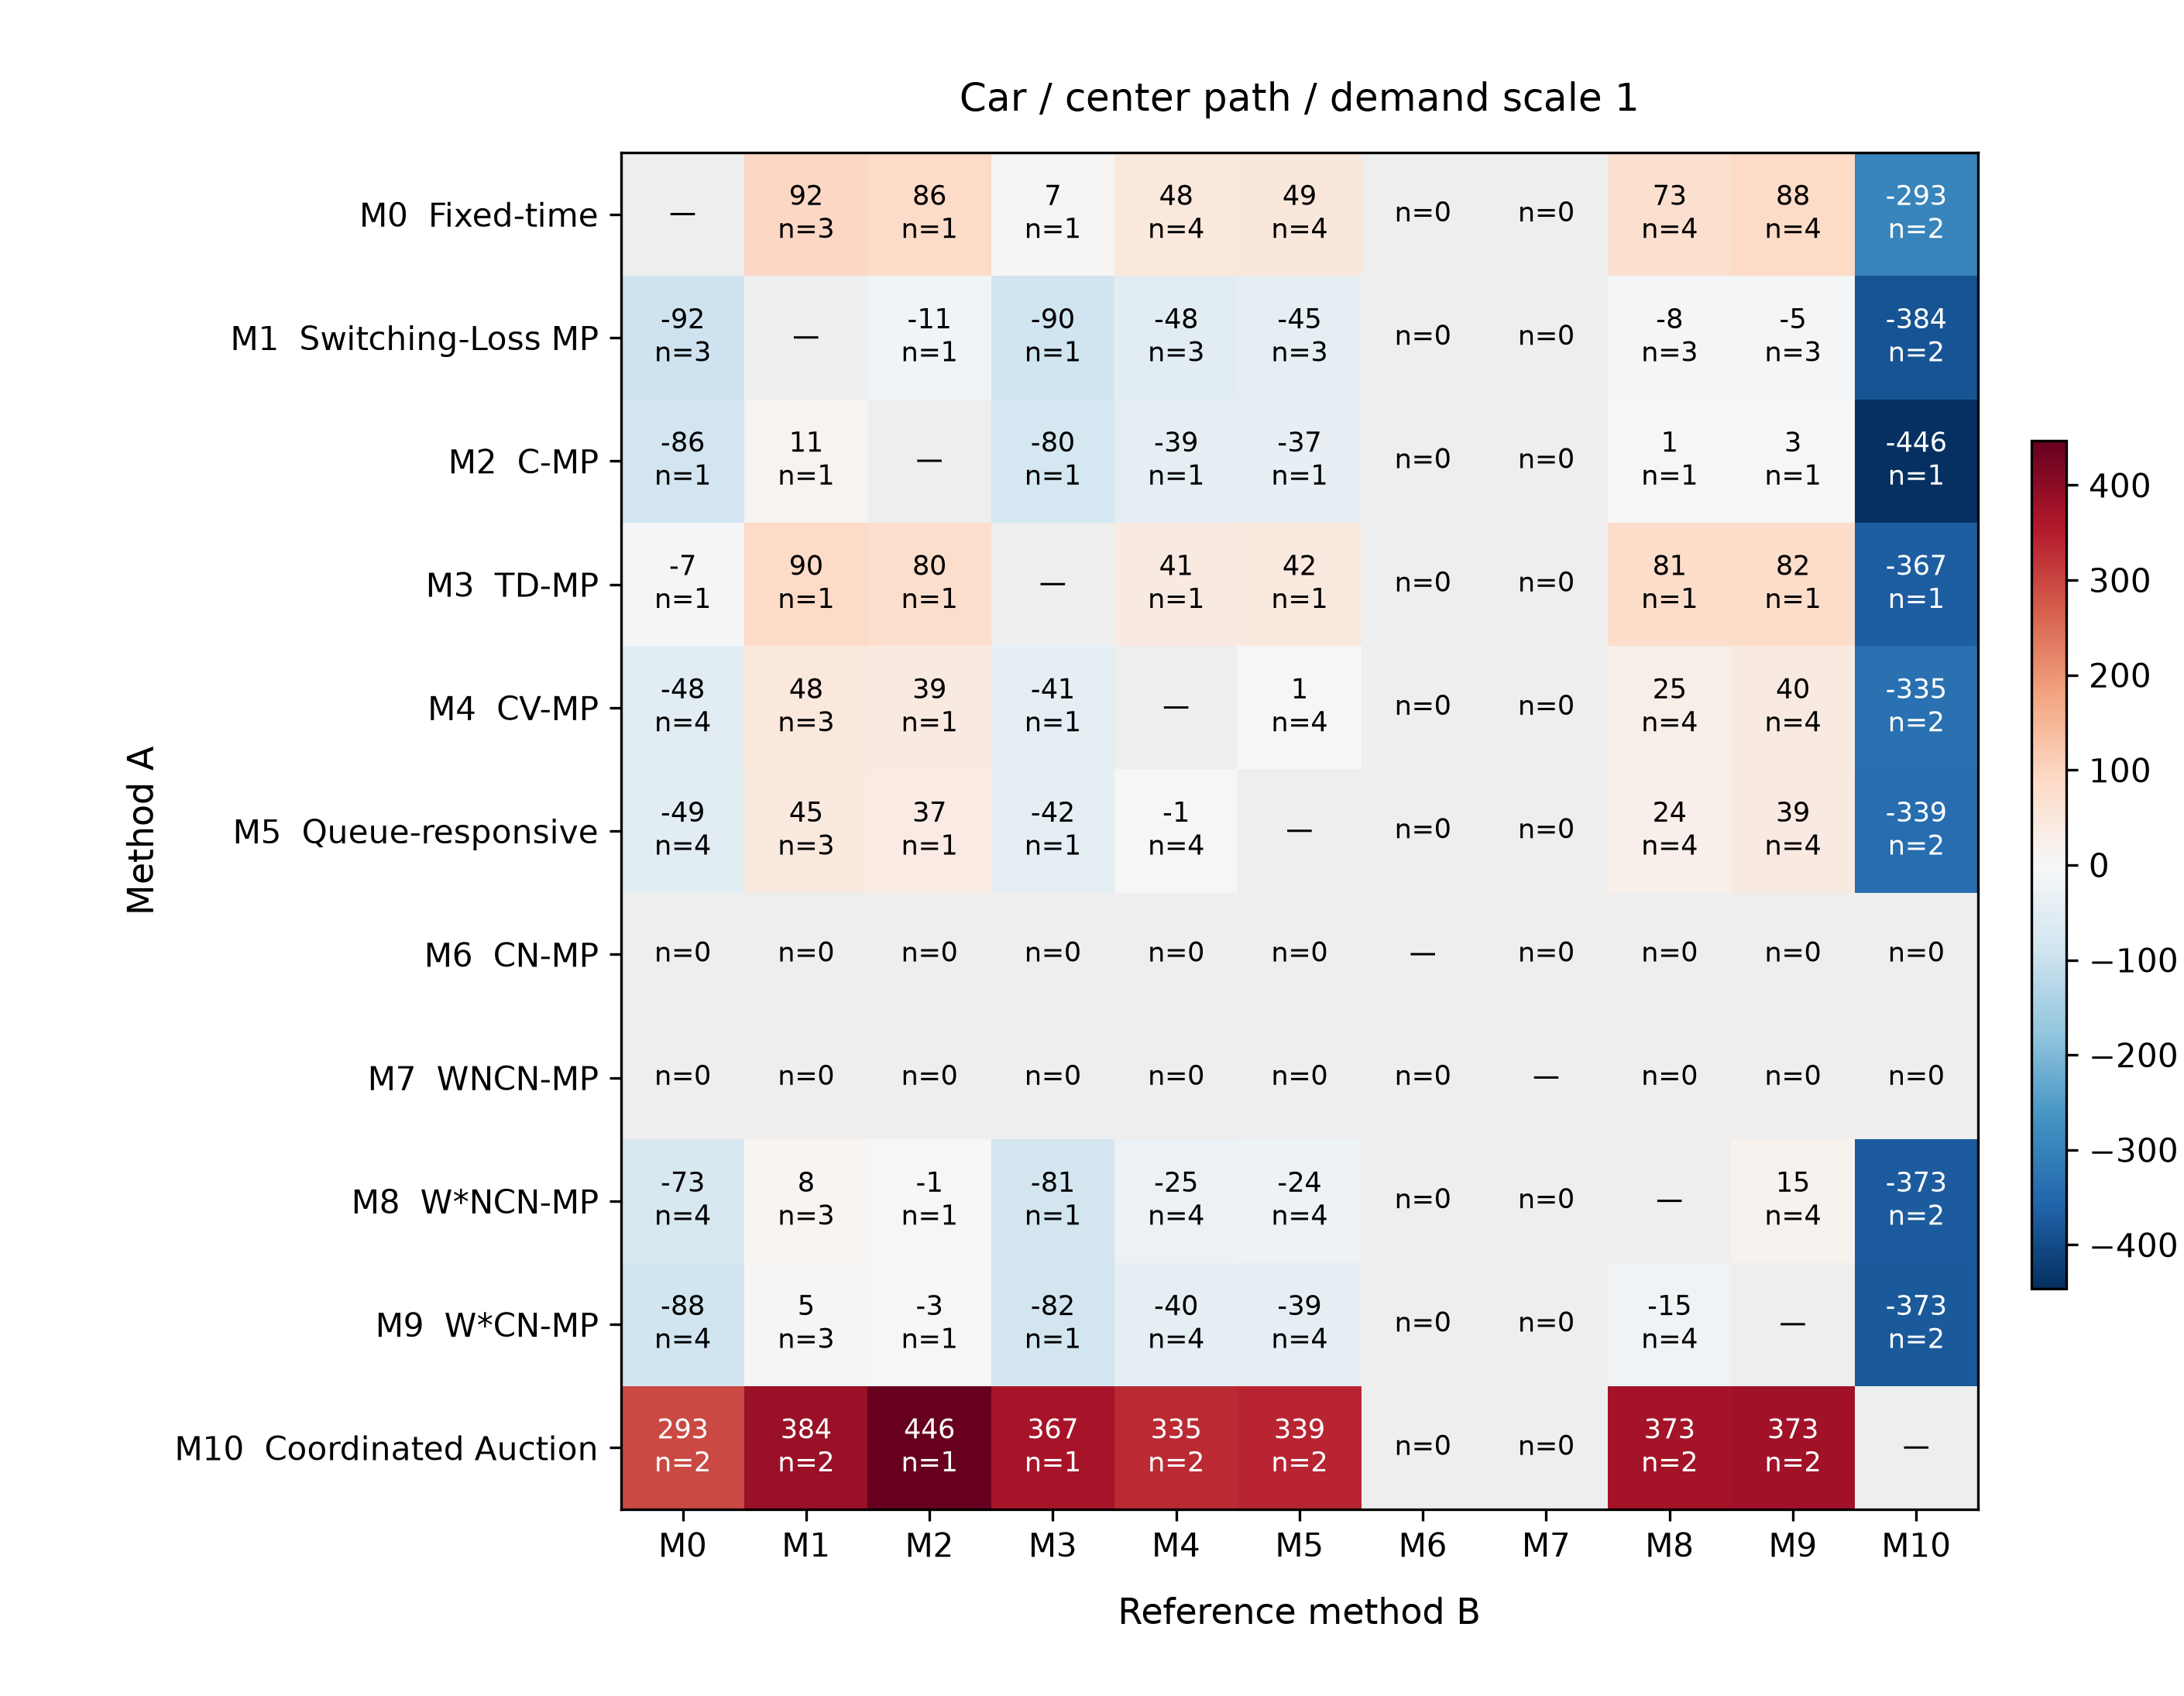 Car / center path / demand scale 1
M0  Fixed-time
— 92 86 7 48 49 n=0 n=0 73 88 -293
n=3 n=1 n=1 n=4 n=4 n=4 n=4 n=2
M1  Switching-Loss MP
-92 — -11 -90 -48 -45 n=0 n=0 -8 -5 -384
n=3 n=1 n=1 n=3 n=3 n=3 n=3 n=2
M2  C-MP
-86 11 — -80 -39 -37 n=0 n=0 1 3 -446
n=1 n=1 n=1 n=1 n=1 n=1 n=1 n=1
M3  TD-MP
-7 90 80 — 41 42 n=0 n=0 81 82 -367
n=1 n=1 n=1 n=1 n=1 n=1 n=1 n=1
M4  CV-MP
-48 48 39 -41 — 1 n=0 n=0 25 40 -335
n=4 n=3 n=1 n=1 n=4 n=4 n=4 n=2
M5  Queue-responsive
-49 45 37 -42 -1 — n=0 n=0 24 39 -339
n=4 n=3 n=1 n=1 n=4 n=4 n=4 n=2
M6  CN-MP
n=0 n=0 n=0 n=0 n=0 n=0 — n=0 n=0 n=0 n=0
M7  WNCN-MP
n=0 n=0 n=0 n=0 n=0 n=0 n=0 — n=0 n=0 n=0
M8  W*NCN-MP
-73 8 -1 -81 -25 -24 n=0 n=0 — 15 -373
n=4 n=3 n=1 n=1 n=4 n=4 n=4 n=2
M9  W*CN-MP
-88 5 -3 -82 -40 -39 n=0 n=0 -15 — -373
n=4 n=3 n=1 n=1 n=4 n=4 n=4 n=2
M10  Coordinated Auction
293 384 446 367 335 339 n=0 n=0 373 373 —
n=2 n=2 n=1 n=1 n=2 n=2 n=2 n=2
M0 M1 M2 M3 M4 M5 M6 M7 M8 M9 M10
Reference method B
Method A
400
300
200
100
0
−100
−200
−300
−400